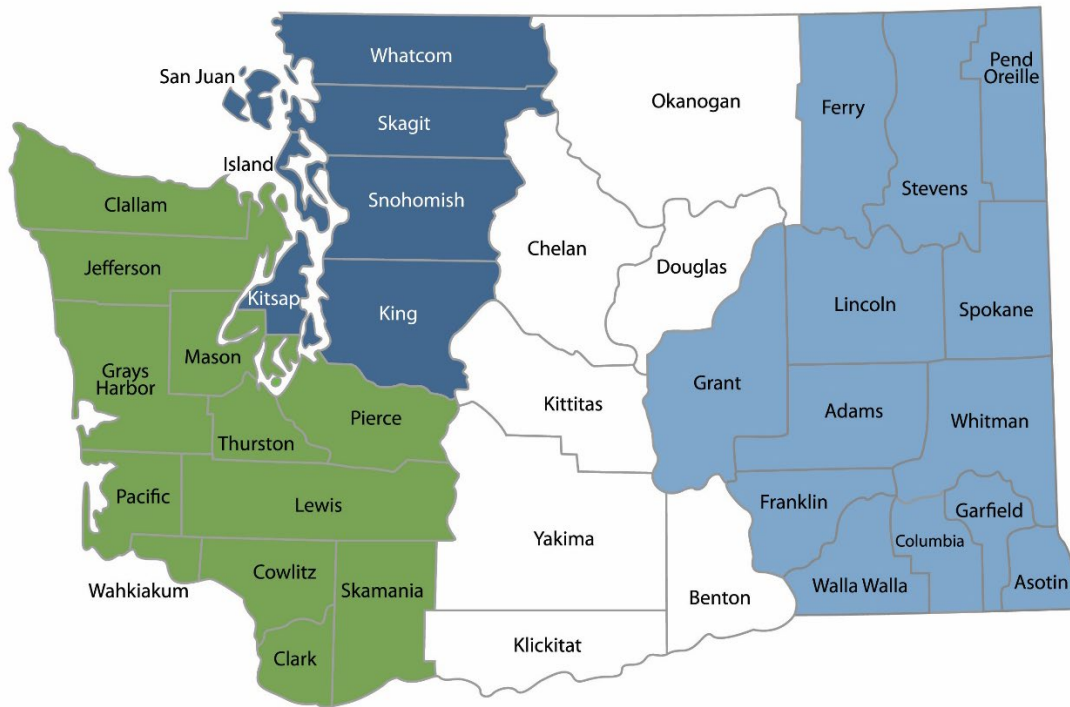 Whatcom
San Juan
Skagit
Island
Snohomish
King
Kitsap
Clallam
Jefferson
Grays
Harbor
Mason
Thurston
Pierce
Pacific
Lewis
Wahkiakum
Cowlitz
Skamania
Clark
Okanogan
Chelan
Douglas
Kittitas
Yakima
Klickitat
Benton
Ferry
Stevens
Pend
Oreille
Lincoln
Spokane
Grant
Adams
Whitman
Franklin
Walla Walla
Columbia
Garfield
Asotin